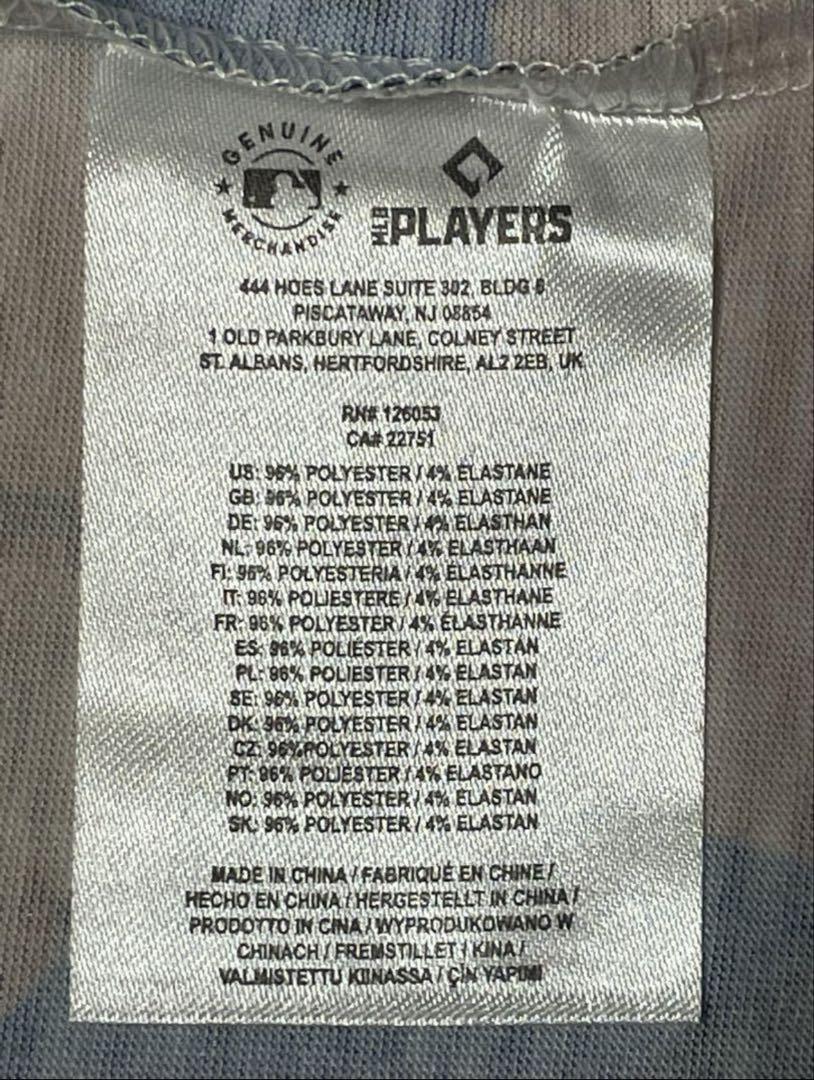 GENUINE
MERCHANDISE
MLB PLAYERS
444 HOES LANE SUITE 302, BLDG 6
PISCATAWAY, NJ 08854
1 OLD PARKBURY LANE, COLNEY STREET
ST. ALBANS, HERTFORDSHIRE, AL2 2EB, UK
RN# 126053
CA# 22751
US: 96% POLYESTER / 4% ELASTANE
GB: 96% POLYESTER / 4% ELASTANE
DE: 96% POLYESTER / 4% ELASTHAN
NL: 96% POLYESTER / 4% ELASTHAAN
FI: 96% POLYESTERIA / 4% ELASTHANNE
IT: 96% POLIESTERE / 4% ELASTHANE
FR: 96% POLYESTER / 4% ÉLASTHANNE
ES: 96% POLIÉSTER / 4% ELASTAN
PL: 96% POLIESTER / 4% ELASTAN
SE: 96% POLYESTER / 4% ELASTAN
DK: 96% POLYESTER / 4% ELASTAN
CZ: 96%POLYESTER / 4% ELASTAN
PT: 96% POLIÉSTER / 4% ELASTANO
NO: 96% POLYESTER / 4% ELASTAN
SK: 96% POLYESTER / 4% ELASTAN
MADE IN CHINA / FABRIQUÉ EN CHINE /
HECHO EN CHINA / HERGESTELLT IN CHINA /
PRODOTTO IN CINA / WYPRODUKOWANO W
CHINACH / FREMSTILLET I KINA /
VALMISTETTU KIINASSA / ÇİN YAPIMI